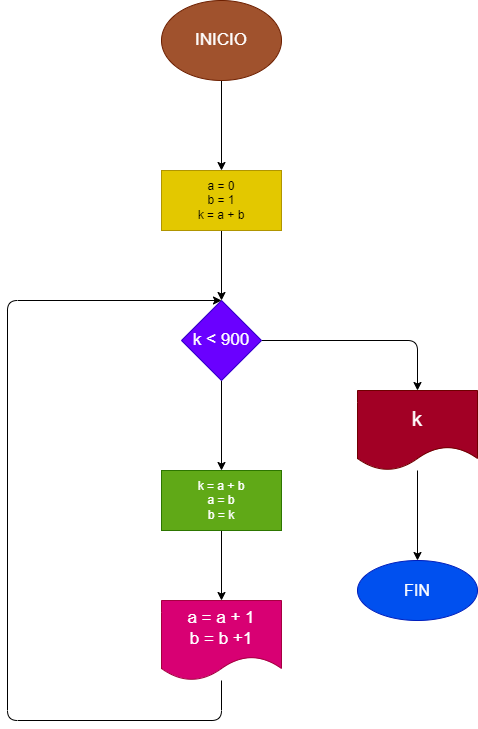 INICIO
a = 0
b = 1
k = a + b
k < 900
k
k = a + b
a = b
b = k
FIN
a = a + 1
b = b +1